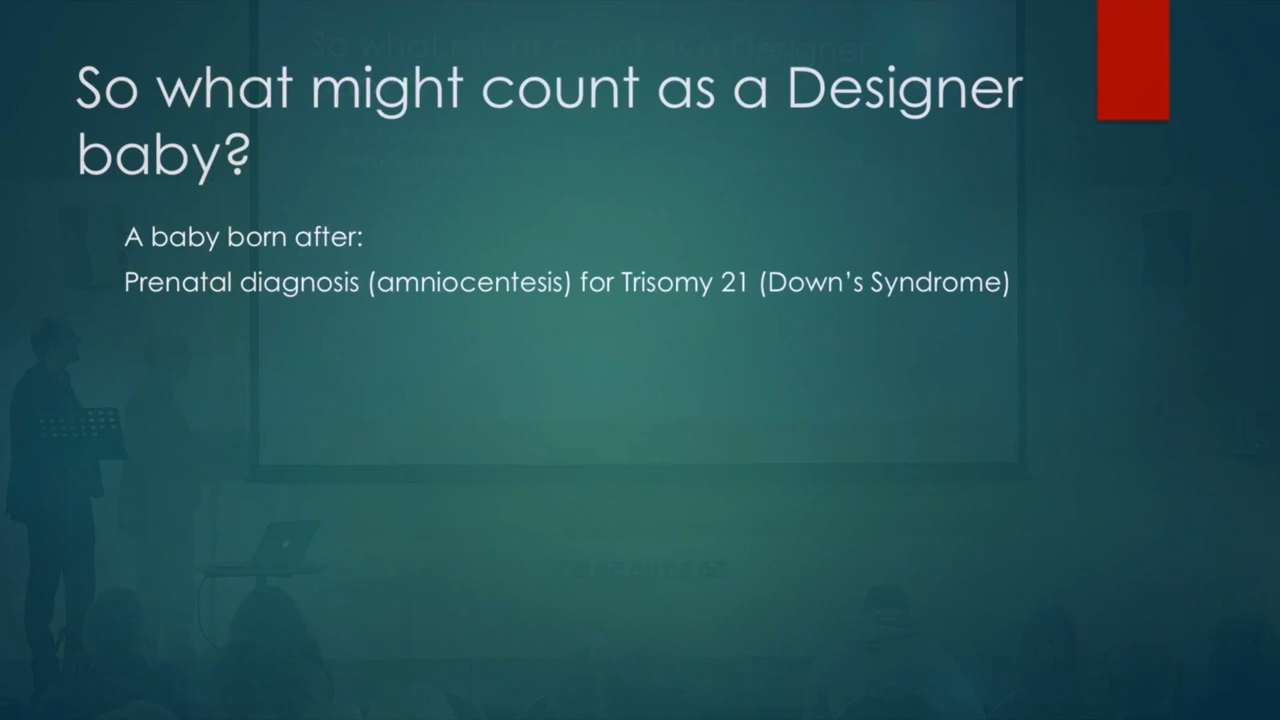 So what might count as a Designer
baby?
A baby born after:
Prenatal diagnosis (amniocentesis) for Trisomy 21 (Down’s Syndrome)